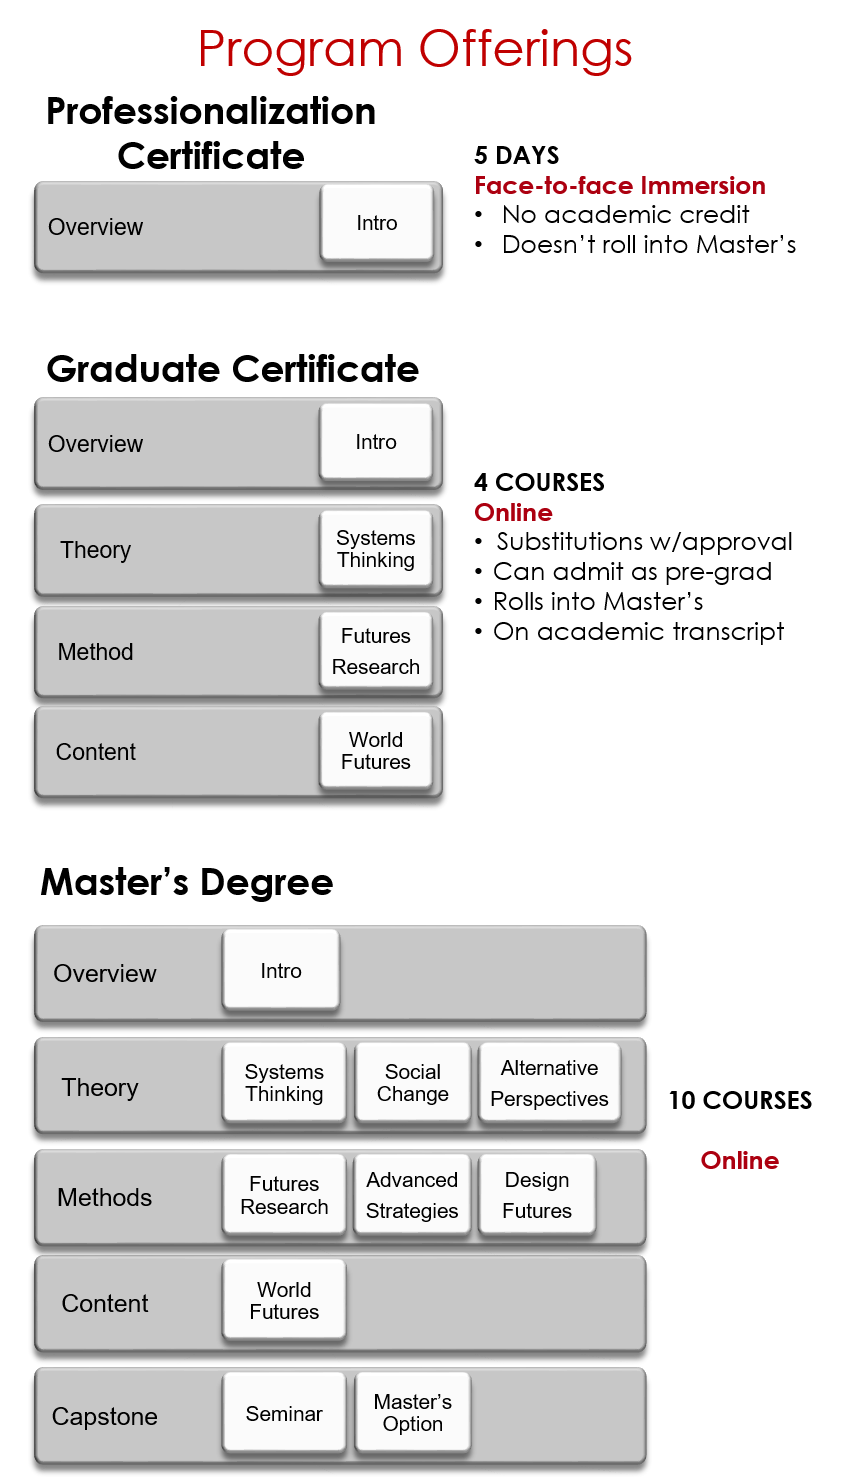 Program Offerings
Professionalization
Certificate
Overview
Intro
5 DAYS
Face-to-face Immersion
• No academic credit
• Doesn’t roll into Master’s
Graduate Certificate
Overview
Intro
Theory
Systems
Thinking
Method
Futures
Research
Content
World
Futures
4 COURSES
Online
• Substitutions w/approval
• Can admit as pre-grad
• Rolls into Master’s
• On academic transcript
Master’s Degree
Overview
Intro
Theory
Systems
Thinking
Social
Change
Alternative
Perspectives
Methods
Futures
Research
Advanced
Strategies
Design
Futures
Content
World
Futures
Capstone
Seminar
Master’s
Option
10 COURSES
Online